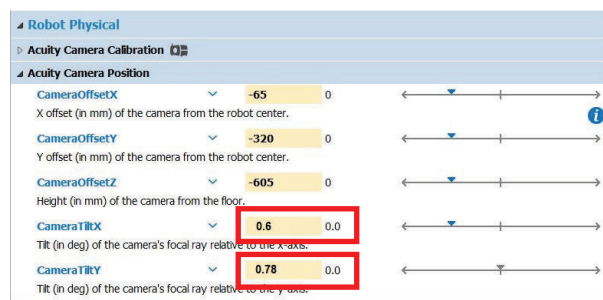 Robot Physical
Acuity Camera Calibration
Acuity Camera Position
CameraOffsetX -65 0
X offset (in mm) of the camera from the robot center.
CameraOffsetY -320 0
Y offset (in mm) of the camera from the robot center.
CameraOffsetZ -605 0
Height (in mm) of the camera from the floor.
CameraTiltX 0.6 0.0
Tilt (in deg) of the camera's focal ray relative to the x-axis.
CameraTiltY 0.78 0.0
Tilt (in deg) of the camera's focal ray relative to the y-axis.